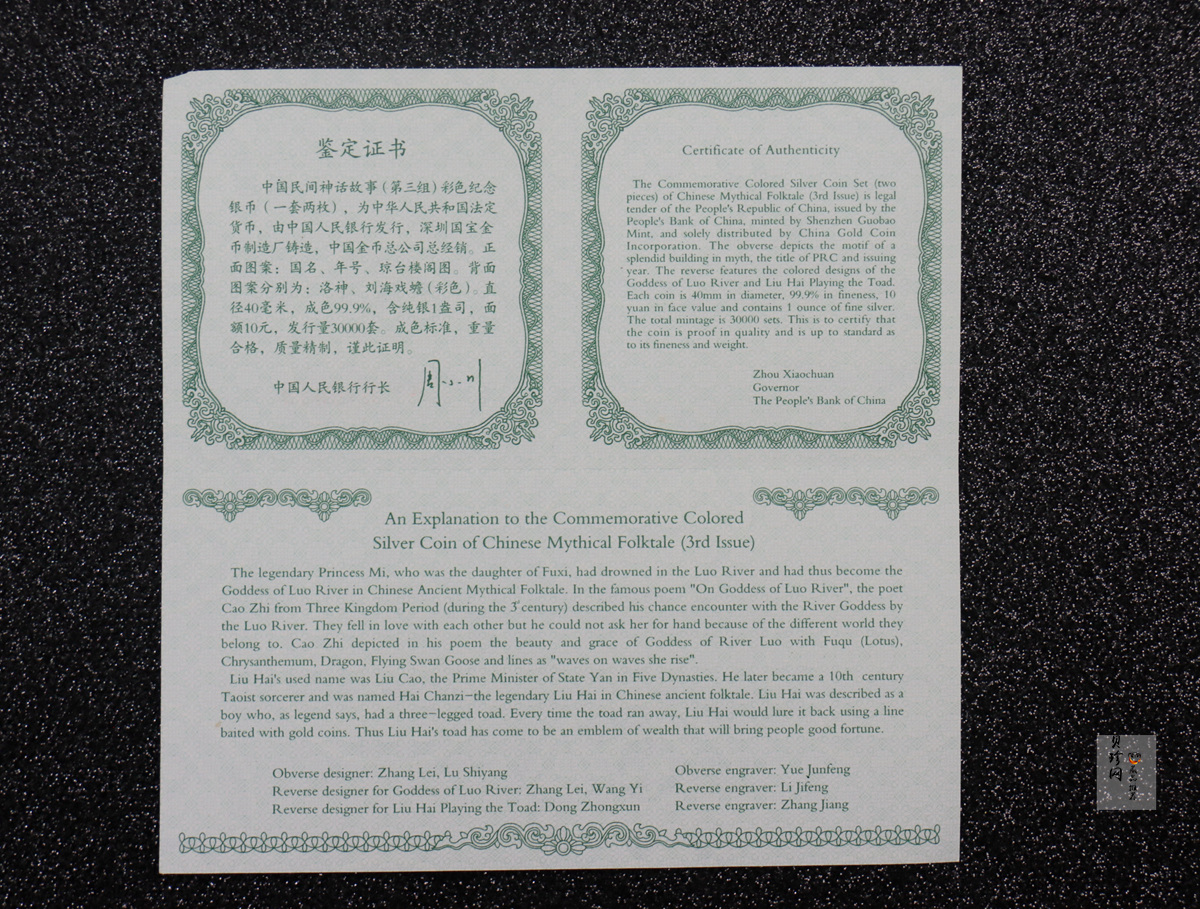 鉴定证书
中国民间神话故事(第三组)彩色纪念
银币(一套两枚),为中华人民共和国法定
货币,由中国人民银行发行,深圳国宝金
币制造厂铸造,中国金币总公司总经销。正
面图案:国名、年号、琼台楼阁图。背面
图案分别为:洛神、刘海戏蟾(彩色)。直
径40毫米,成色99.9%,含纯银1盎司,面
额10元,发行量30000套。成色标准,重量
合格,质量精制,谨此证明。
中国人民银行行长 周小川
Certificate of Authenticity
The Commemorative Colored Silver Coin Set (two
pieces) of Chinese Mythical Folktale (3rd Issue) is legal
tender of the People's Republic of China, issued by the
People's Bank of China, minted by Shenzhen Guobao
Mint, and solely distributed by China Gold Coin
Incorporation. The obverse depicts the motif of a
splendid building in myth, the title of PRC and issuing
year. The reverse features the colored designs of the
Goddess of Luo River and Liu Hai Playing the Toad.
Each coin is 40mm in diameter, 99.9% in fineness, 10
yuan in face value and contains 1 ounce of fine silver.
The total mintage is 30000 sets. This is to certify that
the coin is proof in quality and is up to standard as
to its fineness and weight.
Zhou Xiaochuan
Governor
The People's Bank of China
An Explanation to the Commemorative Colored
Silver Coin of Chinese Mythical Folktale (3rd Issue)
The legendary Princess Mi, who was the daughter of Fuxi, had drowned in the Luo River and had thus become the
Goddess of Luo River in Chinese Ancient Mythical Folktale. In the famous poem "On Goddess of Luo River", the poet
Cao Zhi from Three Kingdom Period (during the 3rd century) described his chance encounter with the River Goddess by
the Luo River. They fell in love with each other but he could not ask her for hand because of the different world they
belong to. Cao Zhi depicted in his poem the beauty and grace of Goddess of River Luo with Fuqu (Lotus),
Chrysanthemum, Dragon, Flying Swan Goose and lines as "waves on waves she rise".
Liu Hai's used name was Liu Cao, the Prime Minister of State Yan in Five Dynasties. He later became a 10th century
Taoist sorcerer and was named Hai Chanzi-the legendary Liu Hai in Chinese ancient folktale. Liu Hai was described as a
boy who, as legend says, had a three-legged toad. Every time the toad ran away, Liu Hai would lure it back using a line
baited with gold coins. Thus Liu Hai's toad has come to be an emblem of wealth that will bring people good fortune.
Obverse designer: Zhang Lei, Lu Shiyang
Reverse designer for Goddess of Luo River: Zhang Lei, Wang Yi
Reverse designer for Liu Hai Playing the Toad: Dong Zhongxun
Obverse engraver: Yue Junfeng
Reverse engraver: Li Jifeng
Reverse engraver: Zhang Jiang